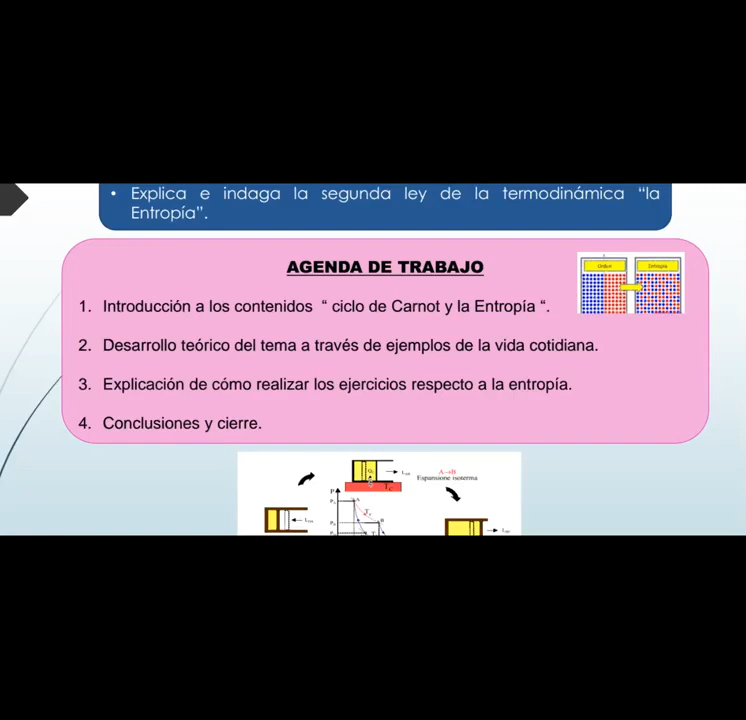 • Explica e indaga la segunda ley de la termodinámica “la
Entropía”.
AGENDA DE TRABAJO
Orden
Entropía
1. Introducción a los contenidos “ ciclo de Carnot y la Entropía “.
2. Desarrollo teórico del tema a través de ejemplos de la vida cotidiana.
3. Explicación de cómo realizar los ejercicios respecto a la entropía.
4. Conclusiones y cierre.
A→B
Espansione isoterma
P
A
B